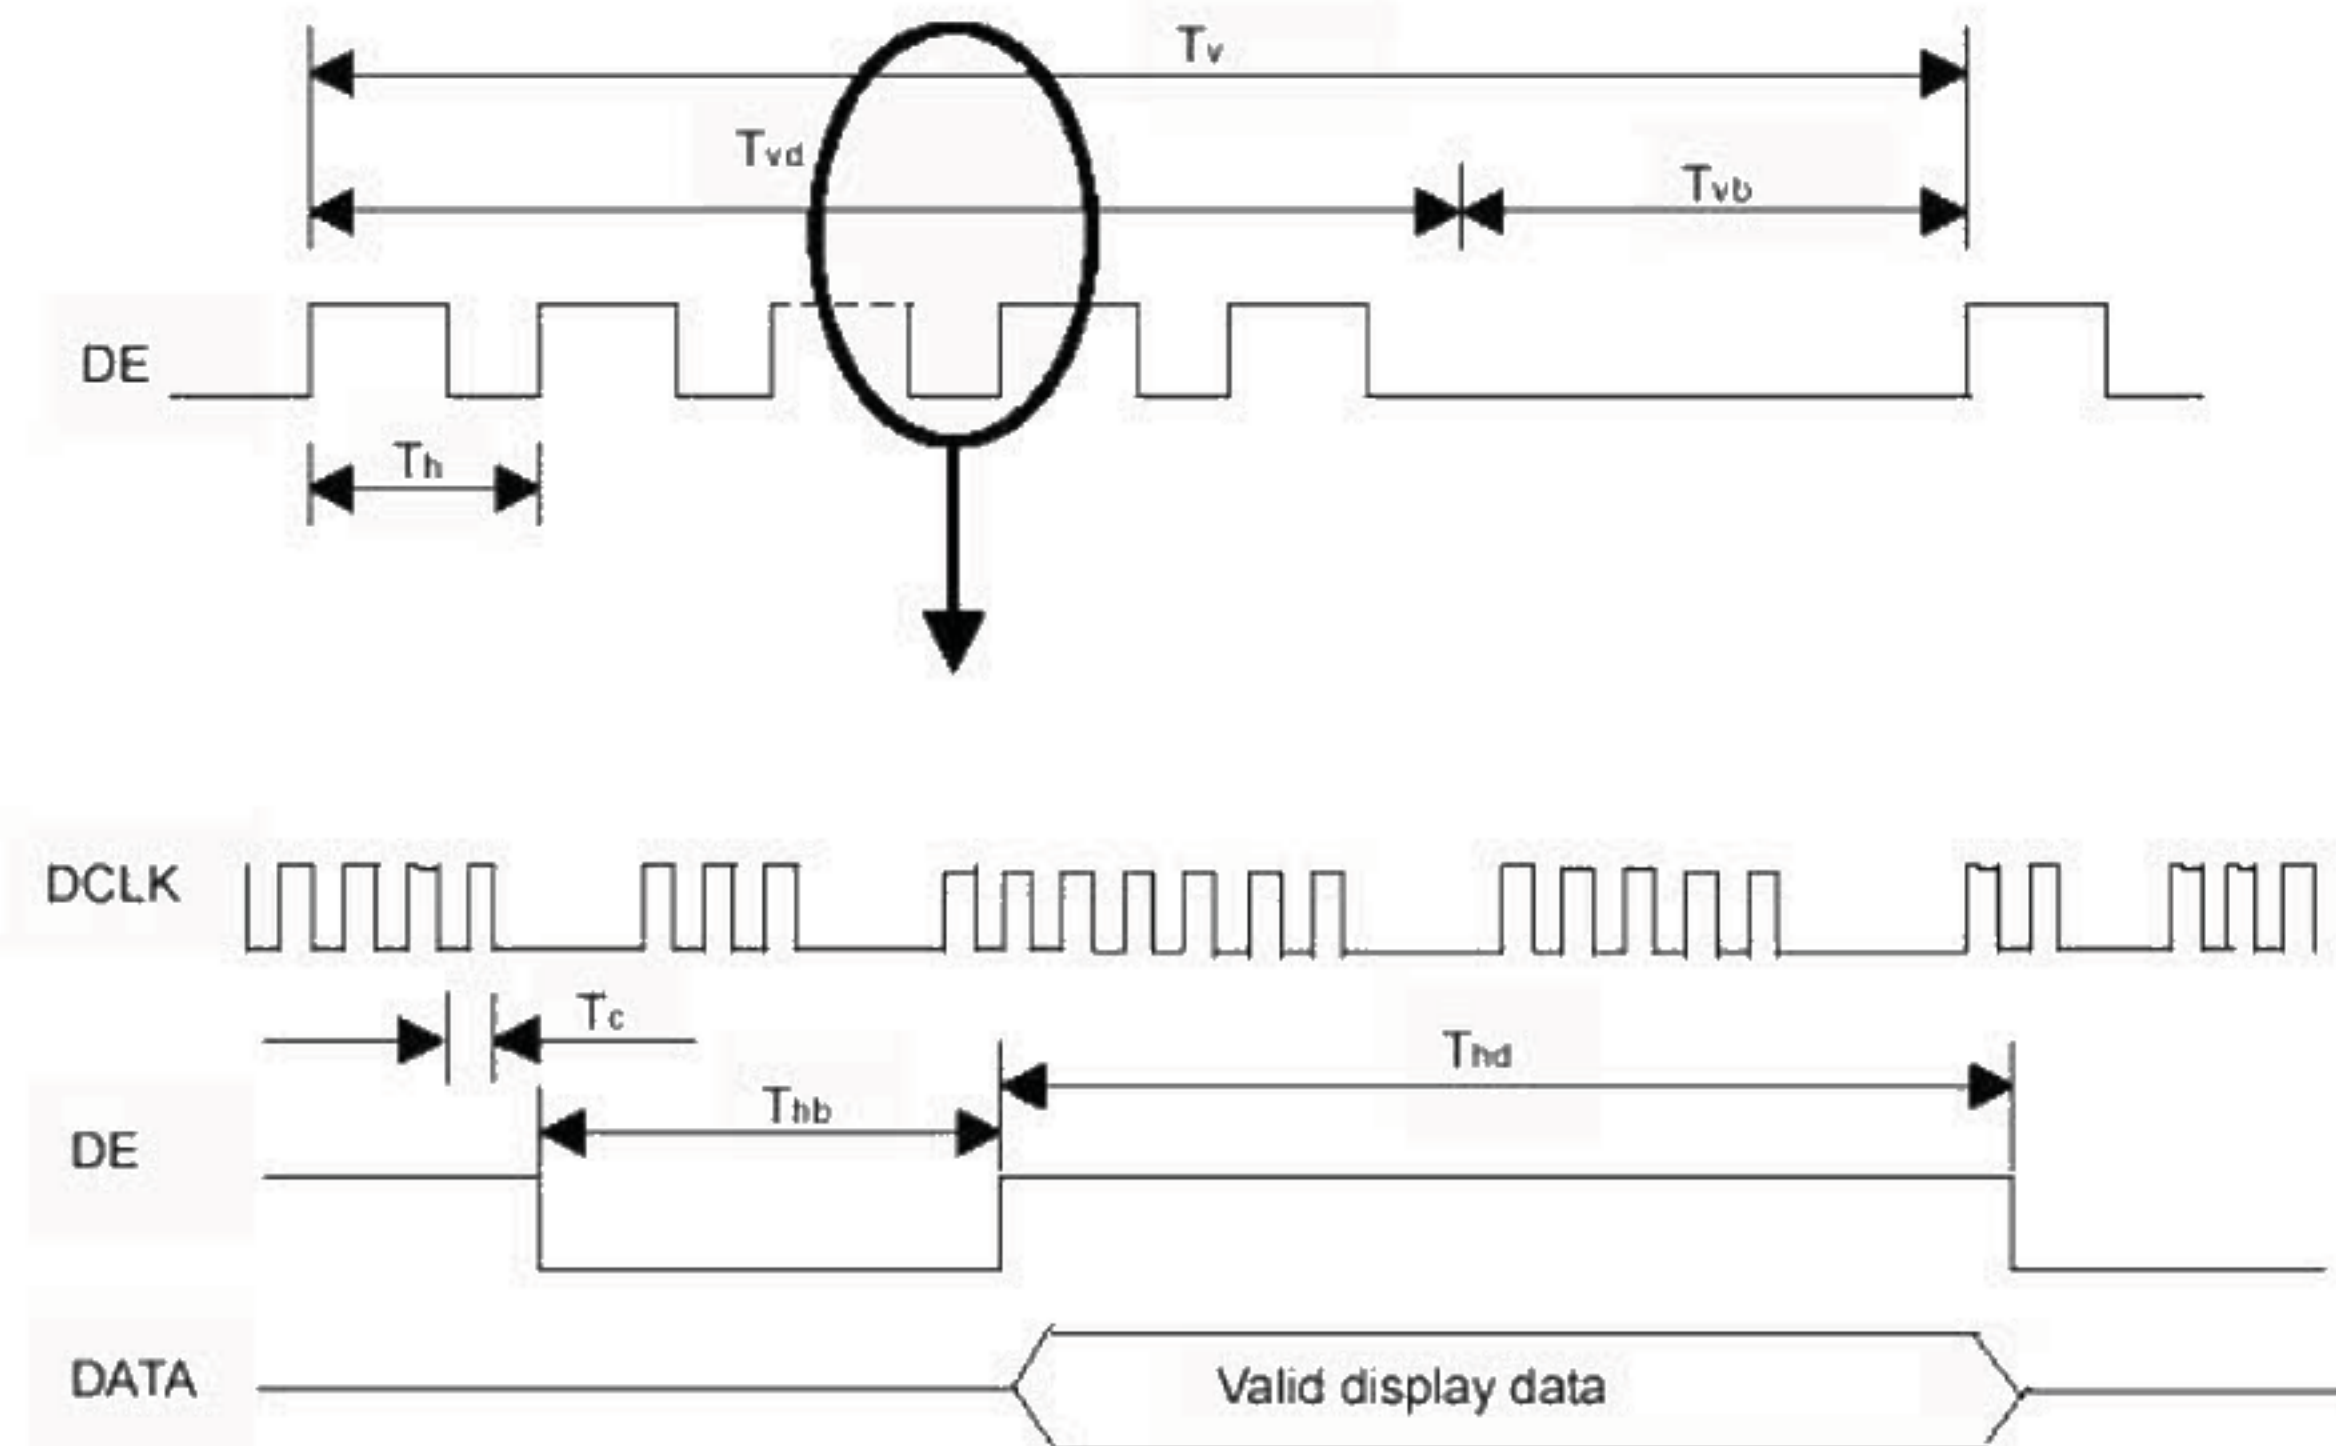 Tv
Tvd
Tvb
DE
Th
DCLK
Tc
Thd
Thb
DE
DATA
Valid display data